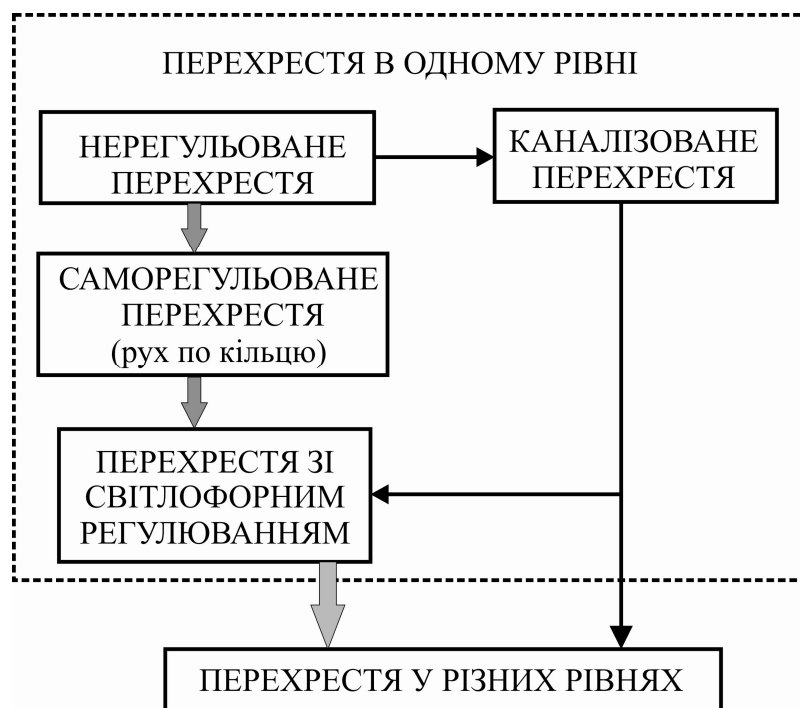 ПЕРЕХРЕСТЯ В ОДНОМУ РІВНІ
НЕРЕГУЛЬОВАНЕ
ПЕРЕХРЕСТЯ
КАНАЛІЗОВАНЕ
ПЕРЕХРЕСТЯ
САМОРЕГУЛЬОВАНЕ
ПЕРЕХРЕСТЯ
(рух по кільцю)
ПЕРЕХРЕСТЯ ЗІ
СВІТЛОФОРНИМ
РЕГУЛЮВАННЯМ
ПЕРЕХРЕСТЯ У РІЗНИХ РІВНЯХ